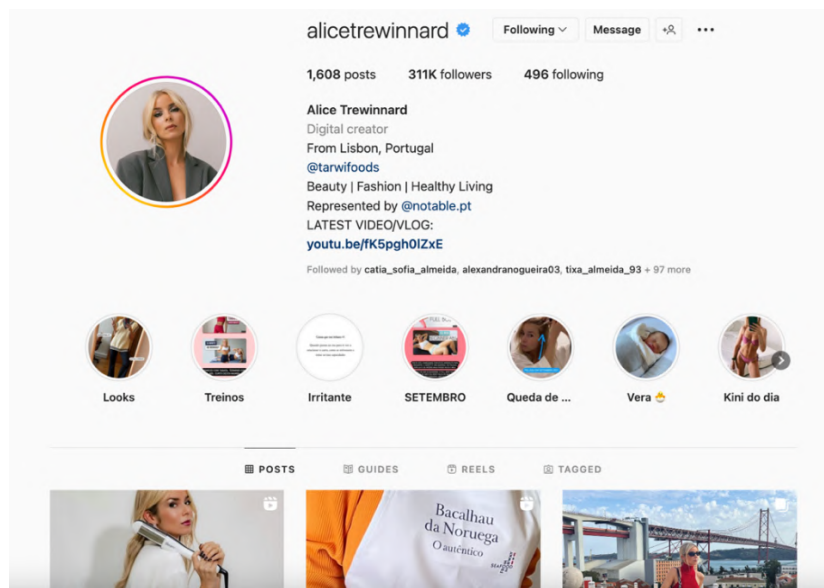 alicetrewinnard
Following
Message
1,608 posts 311K followers 496 following
Alice Trewinnard
Digital creator
From Lisbon, Portugal
@tarwifoods
Beauty | Fashion | Healthy Living
Represented by @notable.pt
LATEST VIDEO/VLOG:
youtu.be/fK5pgh0lZxE
Followed by catia_sofia_almeida, alexandranogueira03, tixa_almeida_93 + 97 more
Looks
Treinos
Irritante
SETEMBRO
Queda de ...
Vera 🐣
Kini do dia
POSTS
GUIDES
REELS
TAGGED
Bacalhau
da Noruega
O autêntico